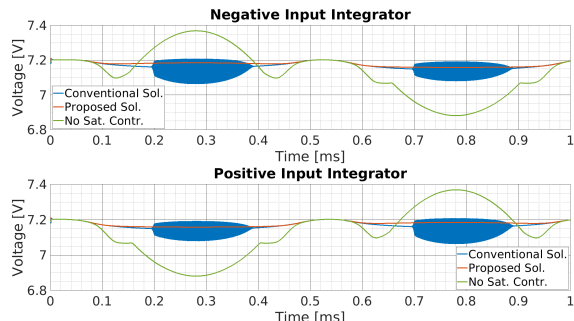 Negative Input Integrator
7.4
7.2
7
6.8
Voltage [V]
Conventional Sol.
Proposed Sol.
No Sat. Contr.
0 0.1 0.2 0.3 0.4 0.5 0.6 0.7 0.8 0.9 1
Time [ms]
Positive Input Integrator
7.4
7.2
7
6.8
Voltage [V]
Conventional Sol.
Proposed Sol.
No Sat. Contr.
0 0.1 0.2 0.3 0.4 0.5 0.6 0.7 0.8 0.9 1
Time [ms]